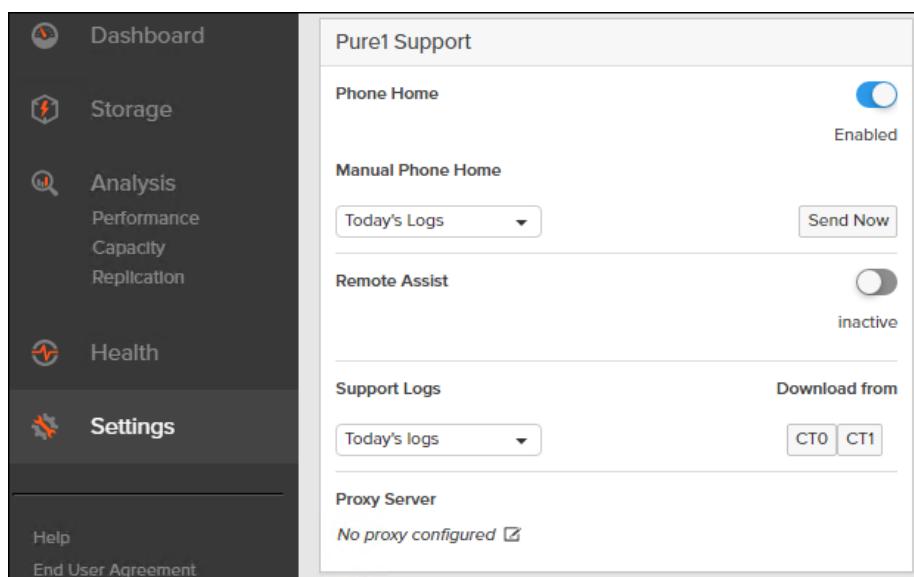 Dashboard
Storage
Analysis
Performance
Capacity
Replication
Health
Settings
Help
End User Agreement
Pure1 Support
Phone Home
Enabled
Manual Phone Home
Today's Logs
Send Now
Remote Assist
inactive
Support Logs
Download from
Today's logs
CT0 CT1
Proxy Server
No proxy configured